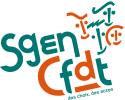 Sgen
Cfdt
des choix, des actes